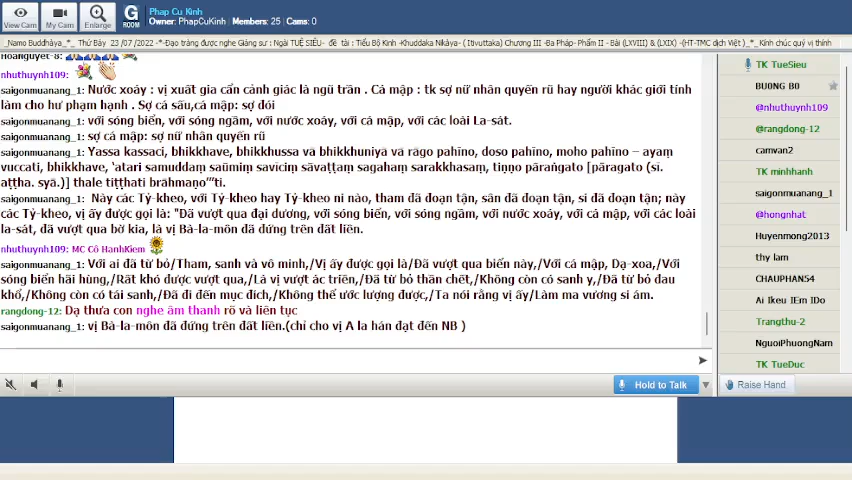 Phap Cu Kinh
Owner: PhapCuKinh | Members: 25 | Cams: 0
View Cam
My Cam
Enlarge
G
ROOM
_Namo Buddhàya_*_ Thứ Bảy 23 /07 /2022 -*-Đạo tràng được nghe Giảng sư : Ngài TUỆ SIÊU- đề tài : Tiểu Bộ Kinh -Khuddaka Nikàya- ( Itivuttaka) Chương III -Ba Pháp- Phẩm II - Bài (LXVIII) & (LXIX) -(HT-TMC dịch Việt )_*_ Kính chúc quý vị thính
HoaNguyet-8:
nhuthuynh109:
saigonmuanang_1: Nước xoáy : vị xuất gia cẩn cảnh giác là ngũ trần . Cá mập : tk sợ nữ nhân quyến rũ hay người khác giới tính
làm cho hư phạm hạnh . Sợ cá sấu,cá mập: sợ đói
saigonmuanang_1: với sóng biển, với sóng ngầm, với nước xoáy, với cá mập, với các loài La-sát.
saigonmuanang_1: sợ cá mập: sợ nữ nhân quyến rũ
saigonmuanang_1: Yassa kassaci, bhikkhave, bhikkhussa vā bhikkhuniyā vā rāgo pahīno, doso pahīno, moho pahīno – ayaṃ
vuccati, bhikkhave, ‘atari samuddaṃ saūmiṃ savīciṃ sāvaṭṭaṃ sagahaṃ sarakkhasaṃ, tiṇṇo pāraṅgato [pāragato (sī.
aṭṭha. syā.)] thale tiṭṭhati brāhmaṇo’”ti.
saigonmuanang_1: Này các Tỷ-kheo, với Tỷ-kheo hay Tỷ-kheo ni nào, tham đã đoạn tận, sân đã đoạn tận, si đã đoạn tận; này
các Tỷ-kheo, vị ấy được gọi là: "Đã vượt qua đại dương, với sóng biển, với sóng ngầm, với nước xoáy, với cá mập, với các loài
la-sát, đã vượt qua bờ kia, là vị Bà-la-môn đã đứng trên đất liền.
nhuthuynh109: MC Cô HanhKiem
saigonmuanang_1: Với ai đã từ bỏ/Tham, sanh và vô minh,/Vị ấy được gọi là/Đã vượt qua biển này,/Với cá mập, Dạ-xoa,/Với
sóng biển hãi hùng,/Rất khó được vượt qua,/Là vị vượt ác triền,/Đã từ bỏ thần chết,/Không còn có sanh y,/Đã từ bỏ đau
khổ,/Không còn có tái sanh,/Đã đi đến mục đích,/Không thể ước lượng được,/Ta nói rằng vị ấy/Làm ma vương si ám.
rangdong-12: Dạ thưa con nghe âm thanh rõ và liên tục
saigonmuanang_1: vị Bà-la-môn đã đứng trên đất liền.(chỉ cho vị A la hán đạt đến NB )
TK TueSieu
BUONG BO
@nhuthuynh109
@rangdong-12
camvan2
TK minhhanh
saigonmuanang_1
@hongnhat
Huyenmong2013
thy lam
CHAUPHAN54
Ai Ikeu IEm IDo
Trangthu-2
NguoiPhuongNam
TK TueDuc
Hold to Talk
Raise Hand